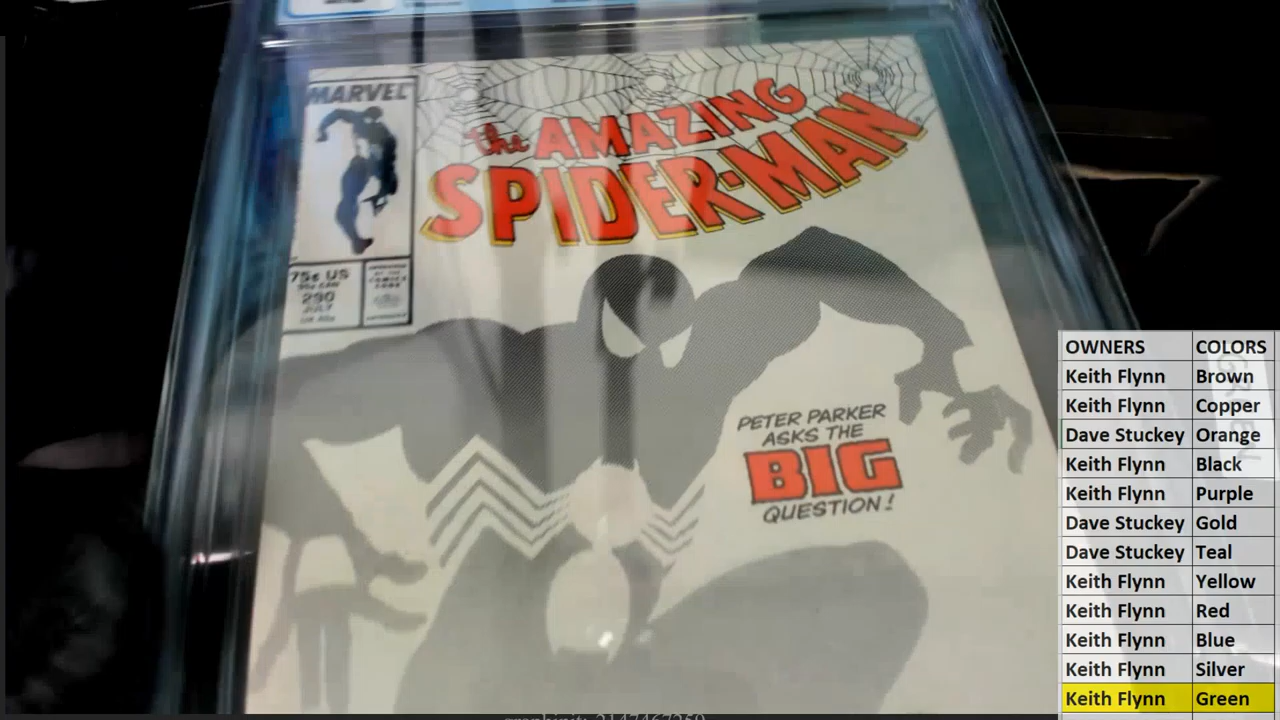 MARVEL
the AMAZING
SPIDER-MAN
75¢ US
290
JULY
PETER PARKER
ASKS THE
BIG
QUESTION!
OWNERS COLORS
Keith Flynn Brown
Keith Flynn Copper
Dave Stuckey Orange
Keith Flynn Black
Keith Flynn Purple
Dave Stuckey Gold
Dave Stuckey Teal
Keith Flynn Yellow
Keith Flynn Red
Keith Flynn Blue
Keith Flynn Silver
Keith Flynn Green